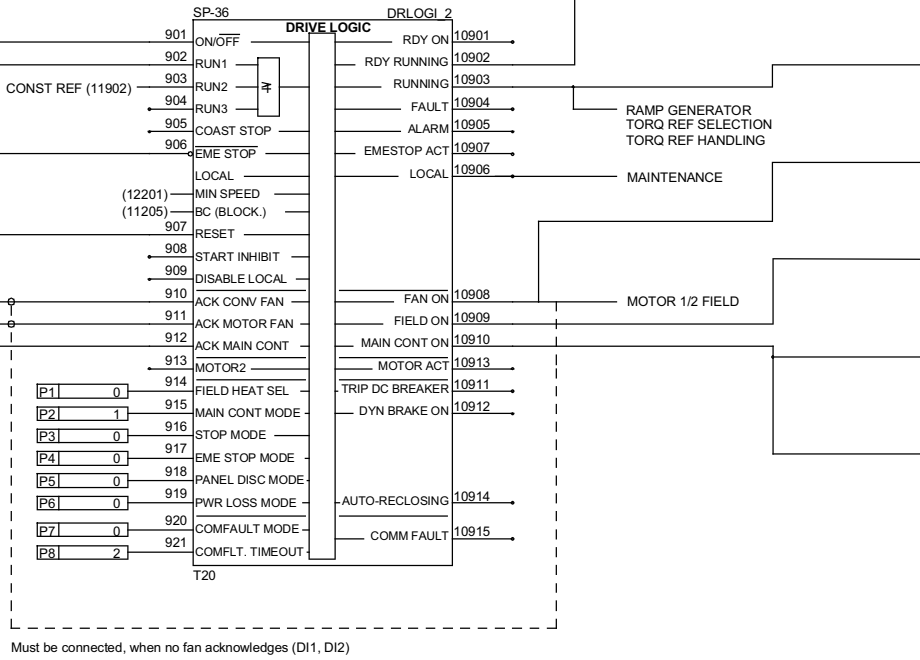 SP-36 DRLOGI_2
DRIVE LOGIC
901 ON/OFF RDY ON 10901
902 RUN1 RDY RUNNING 10902
CONST REF (11902) 903 RUN2 RUNNING 10903
904 RUN3 FAULT 10904
RAMP GENERATOR
905 COAST STOP ALARM 10905
TORQ REF SELECTION
TORQ REF HANDLING
906 EME STOP EMESTOP ACT 10907
LOCAL LOCAL 10906 MAINTENANCE
(12201) MIN SPEED
(11205) BC (BLOCK.)
907 RESET
908 START INHIBIT
909 DISABLE LOCAL
910 ACK CONV FAN FAN ON 10908 MOTOR 1/2 FIELD
911 ACK MOTOR FAN FIELD ON 10909
912 ACK MAIN CONT MAIN CONT ON 10910
913 MOTOR2 MOTOR ACT 10913
P1 0 914 FIELD HEAT SEL TRIP DC BREAKER 10911
P2 1 915 MAIN CONT MODE DYN BRAKE ON 10912
P3 0 916 STOP MODE
P4 0 917 EME STOP MODE
P5 0 918 PANEL DISC MODE
P6 0 919 PWR LOSS MODE AUTO-RECLOSING 10914
P7 0 920 COMFAULT MODE COMM FAULT 10915
P8 2 921 COMFLT. TIMEOUT
T20
Must be connected, when no fan acknowledges (DI1, DI2)